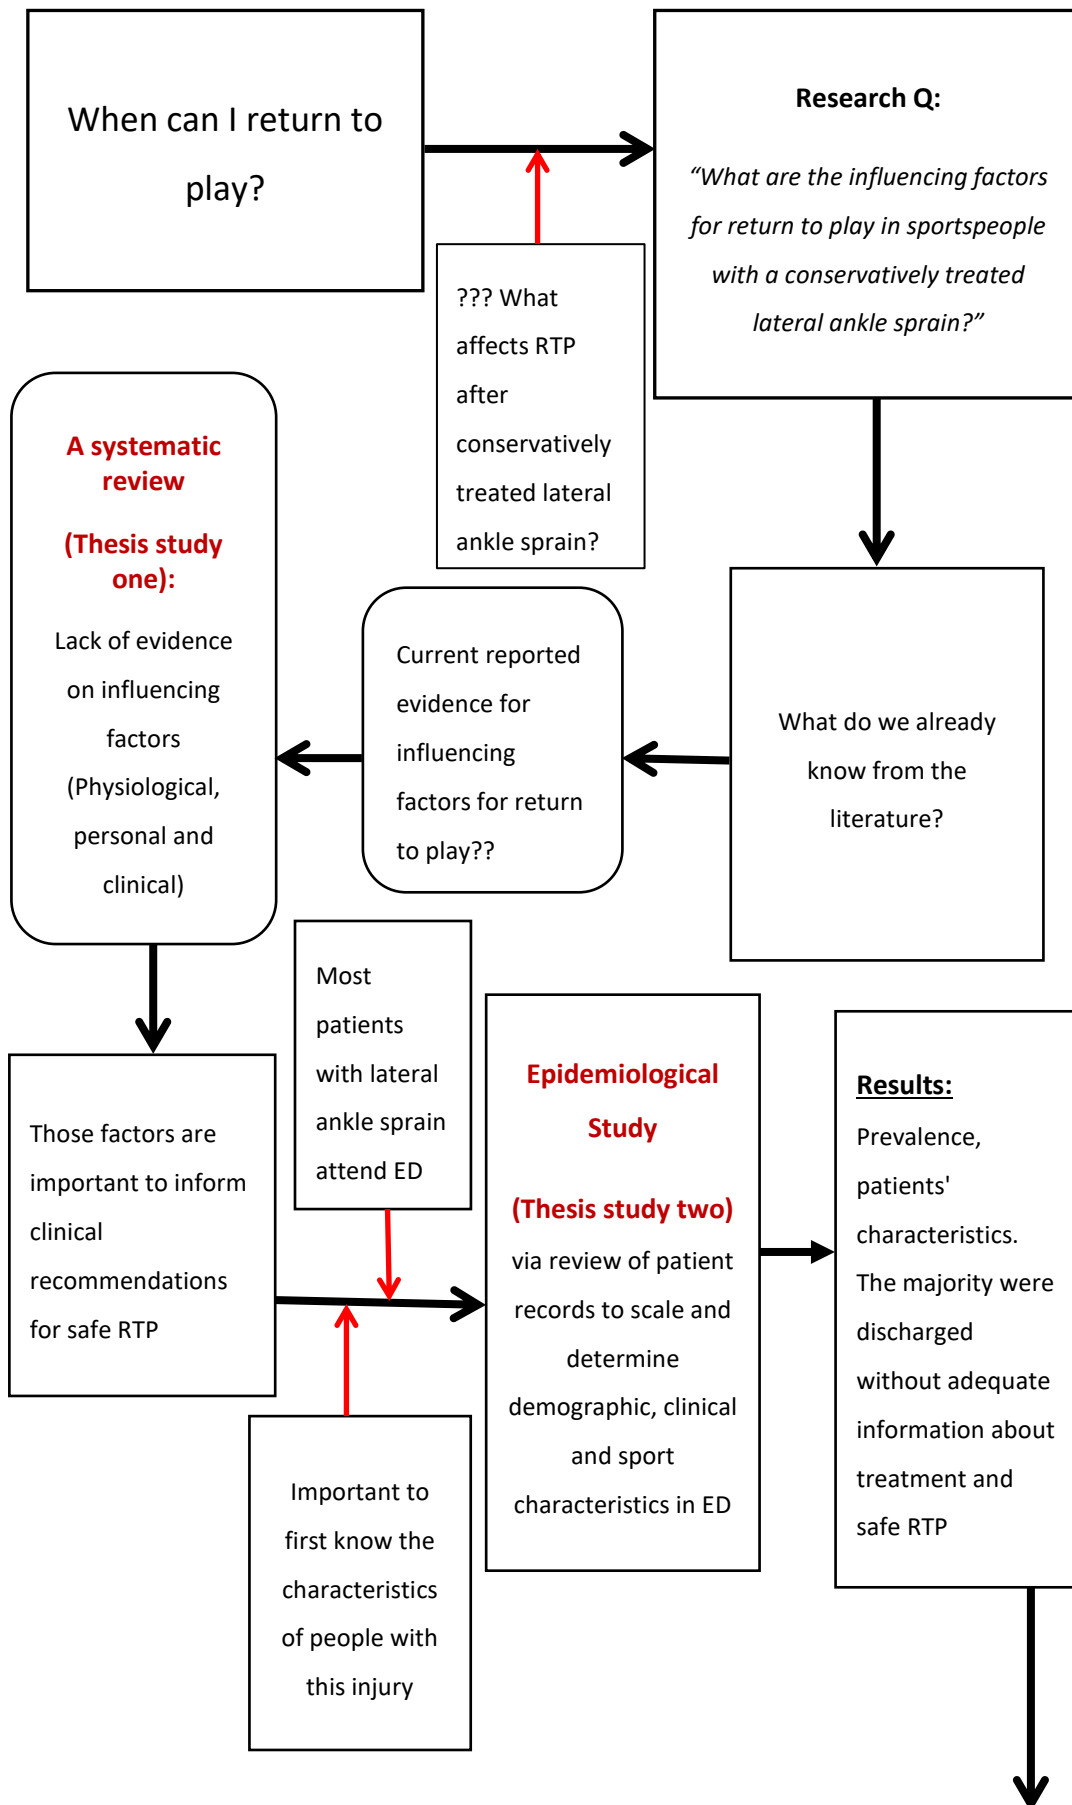 When can I return to
play?
Research Q:
“What are the influencing factors
for return to play in sportspeople
with a conservatively treated
lateral ankle sprain?”
??? What
affects RTP
after
conservatively
treated lateral
ankle sprain?
What do we already
know from the
literature?
Current reported
evidence for
influencing
factors for return
to play??
A systematic
review
(Thesis study
one):
Lack of evidence
on influencing
factors
(Physiological,
personal and
clinical)
Those factors are
important to inform
clinical
recommendations
for safe RTP
Most
patients
with lateral
ankle sprain
attend ED
Important to
first know the
characteristics
of people with
this injury
Epidemiological
Study
(Thesis study two)
via review of patient
records to scale and
determine
demographic, clinical
and sport
characteristics in ED
Results:
Prevalence,
patients'
characteristics.
The majority were
discharged
without adequate
information about
treatment and
safe RTP